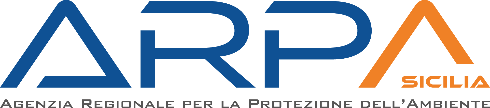 ARPA
SICILIA
AGENZIA REGIONALE PER LA PROTEZIONE DELL'AMBIENTE